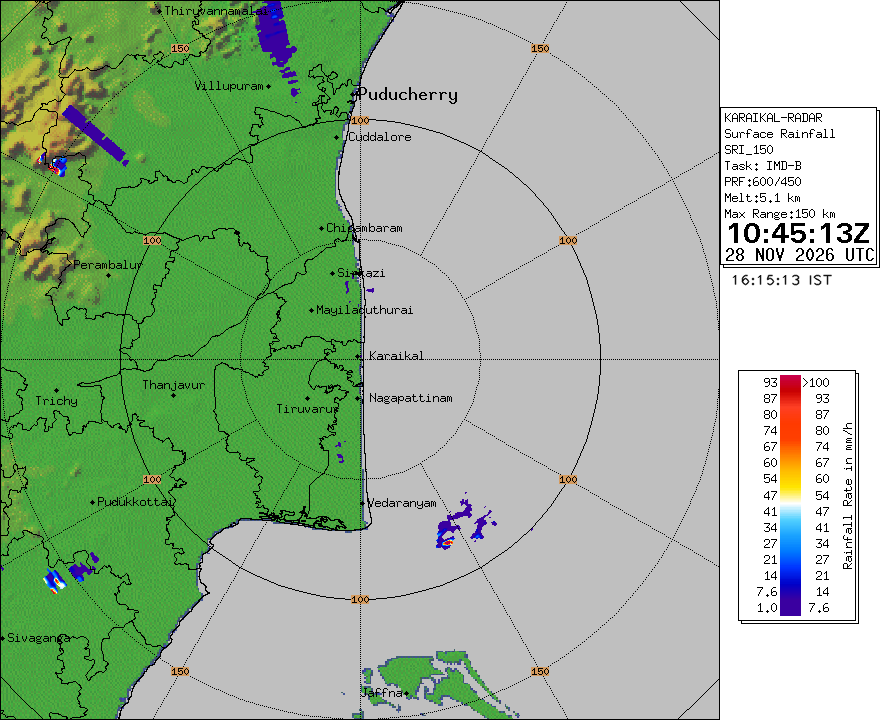 Thiruvannamalai
150
150
Villupuram
Puducherry
100
Cuddalore
Chidambaram
100
100
Perambalur
Sirkazi
Mayiladuthurai
Karaikal
Thanjavur
Trichy
Tiruvarur
Nagapattinam
100
100
Pudukkottai
Vedaranyam
100
Sivaganga
150
150
Jaffna
KARAIKAL-RADAR
Surface Rainfall
SRI_150
Task: IMD-B
PRF:600/450
Melt:5.1 km
Max Range:150 km
10:45:13Z
28 NOV 2026 UTC
16:15:13 IST
93 >100
87 93
80 87
74 80
67 74
60 67
54 60
47 54
41 47
34 41
27 34
21 27
14 21
7.6 14
1.0 7.6
Rainfall Rate in mm/h